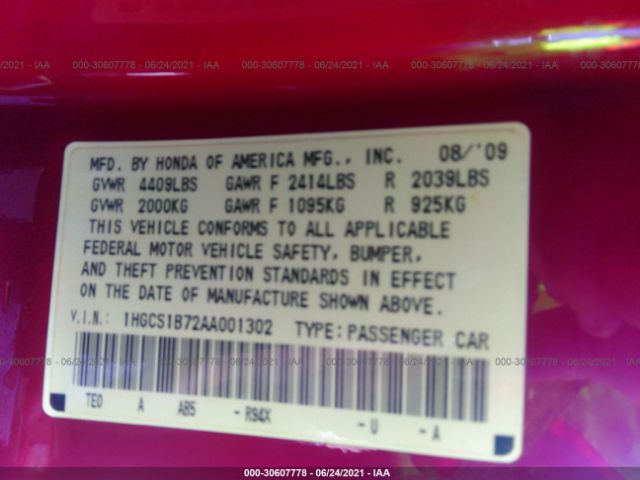 000-30607778 - 06/24/2021 - IAA
MFD. BY HONDA OF AMERICA MFG., INC. 08/'09
GVWR 4409LBS GAWR F 2414LBS R 2039LBS
GVWR 2000KG GAWR F 1095KG R 925KG
THIS VEHICLE CONFORMS TO ALL APPLICABLE
FEDERAL MOTOR VEHICLE SAFETY, BUMPER,
AND THEFT PREVENTION STANDARDS IN EFFECT
ON THE DATE OF MANUFACTURE SHOWN ABOVE.
V.I.N.: 1HGCS1B72AA001302 TYPE: PASSENGER CAR
TE0 A AB5 - R94X - U - A
000-30607778 - 06/24/2021 - IAA